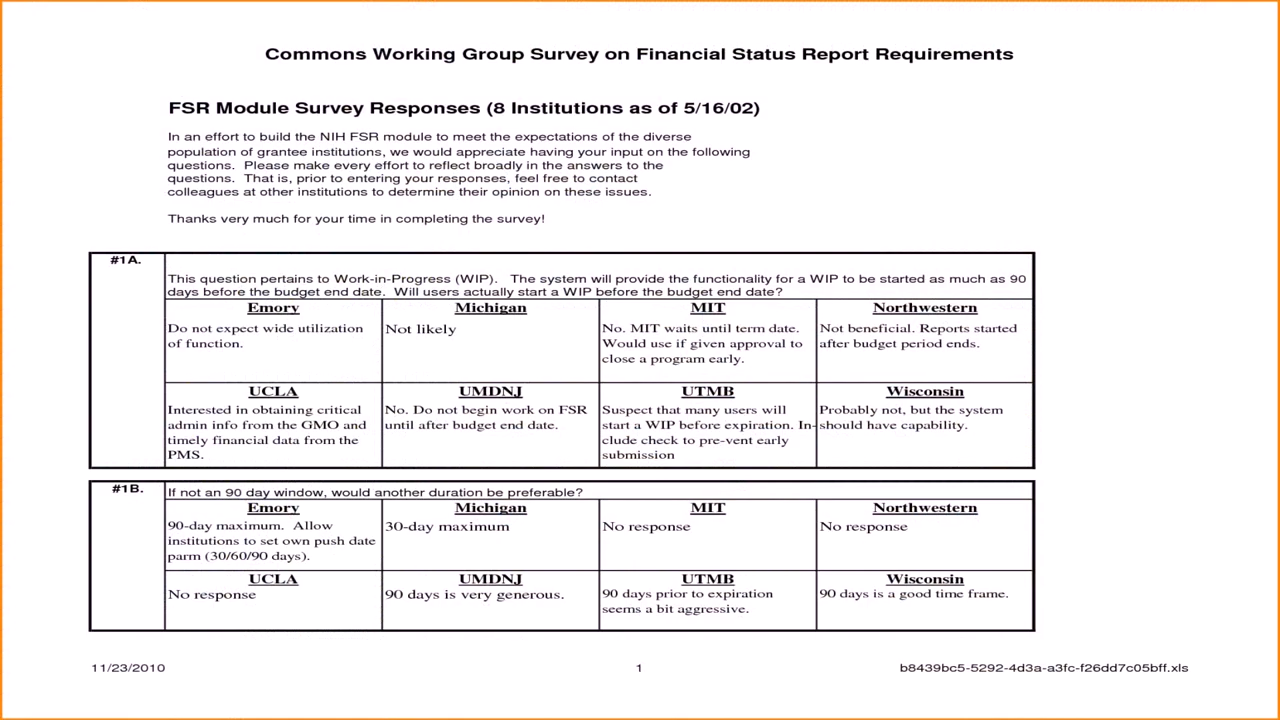 Commons Working Group Survey on Financial Status Report Requirements
FSR Module Survey Responses (8 Institutions as of 5/16/02)
In an effort to build the NIH FSR module to meet the expectations of the diverse
population of grantee institutions, we would appreciate having your input on the following
questions.  Please make every effort to reflect broadly in the answers to the
questions.  That is, prior to entering your responses, feel free to contact
colleagues at other institutions to determine their opinion on these issues.
Thanks very much for your time in completing the survey!
#1A.
This question pertains to Work-in-Progress (WIP).   The system will provide the functionality for a WIP to be started as much as 90
days before the budget end date.  Will users actually start a WIP before the budget end date?
Emory
Do not expect wide utilization
of function.
Michigan
Not likely
MIT
No. MIT waits until term date.
Would use if given approval to
close a program early.
Northwestern
Not beneficial. Reports started
after budget period ends.
UCLA
Interested in obtaining critical
admin info from the GMO and
timely financial data from the
PMS.
UMDNJ
No. Do not begin work on FSR
until after budget end date.
UTMB
Suspect that many users will
start a WIP before expiration. In-
clude check to pre-vent early
submission
Wisconsin
Probably not, but the system
should have capability.
#1B.
If not an 90 day window, would another duration be preferable?
Emory
90-day maximum.  Allow
institutions to set own push date
parm (30/60/90 days).
Michigan
30-day maximum
MIT
No response
Northwestern
No response
UCLA
No response
UMDNJ
90 days is very generous.
UTMB
90 days prior to expiration
seems a bit aggressive.
Wisconsin
90 days is a good time frame.
11/23/2010
1
b8439bc5-5292-4d3a-a3fc-f26dd7c05bff.xls